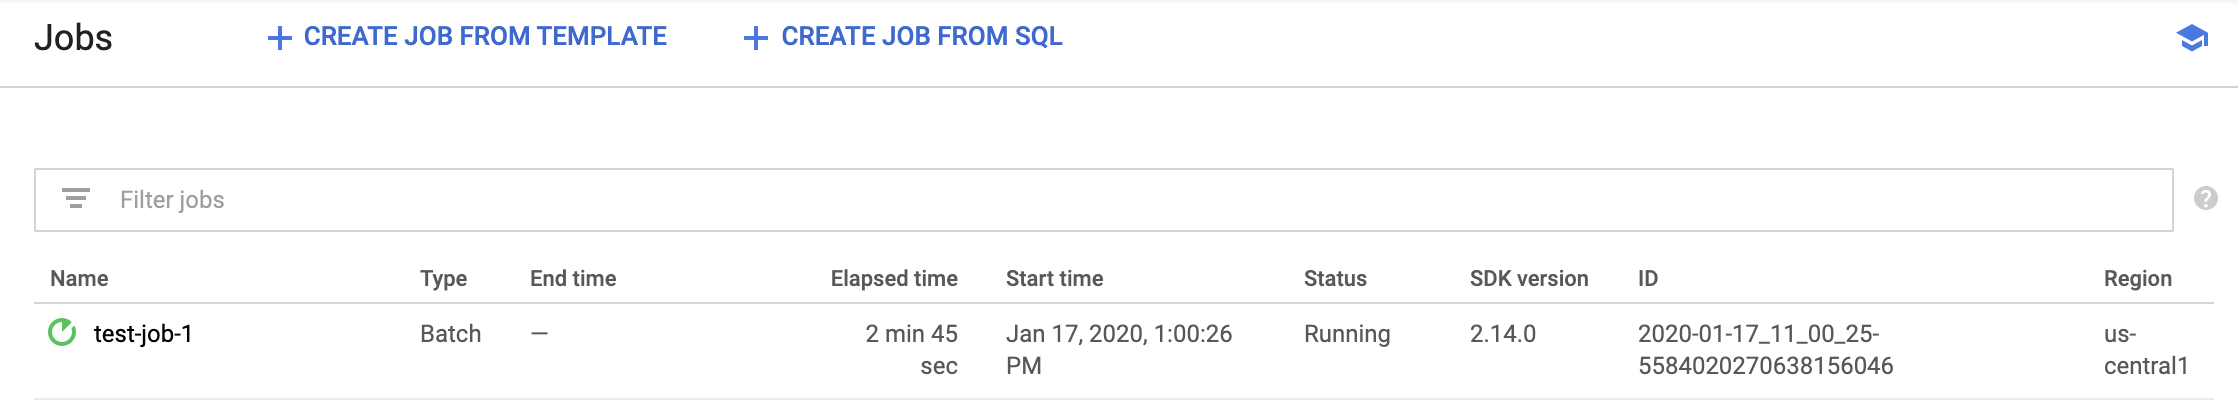 Jobs
CREATE JOB FROM TEMPLATE
CREATE JOB FROM SQL
Filter jobs
?
Name Type End time Elapsed time Start time Status SDK version ID Region
test-job-1 Batch — 2 min 45 Jan 17, 2020, 1:00:26 Running 2.14.0 2020-01-17_11_00_25- us-
sec PM 5584020270638156046 central1